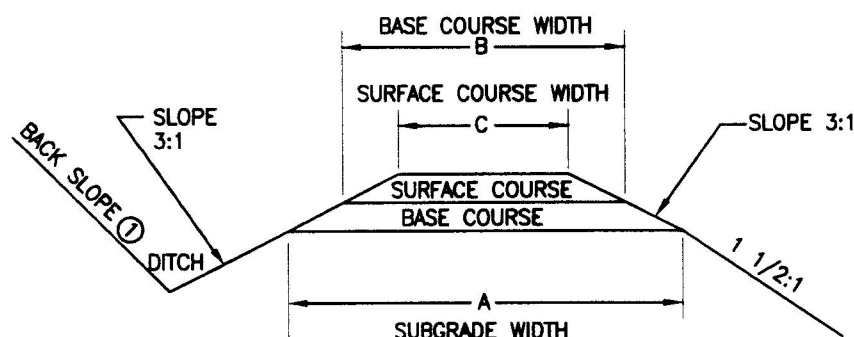 BASE COURSE WIDTH
B
SURFACE COURSE WIDTH
C
SLOPE
3:1
SLOPE 3:1
BACK SLOPE ①
SURFACE COURSE
BASE COURSE
DITCH
1 1/2:1
A
SUBGRADE WIDTH